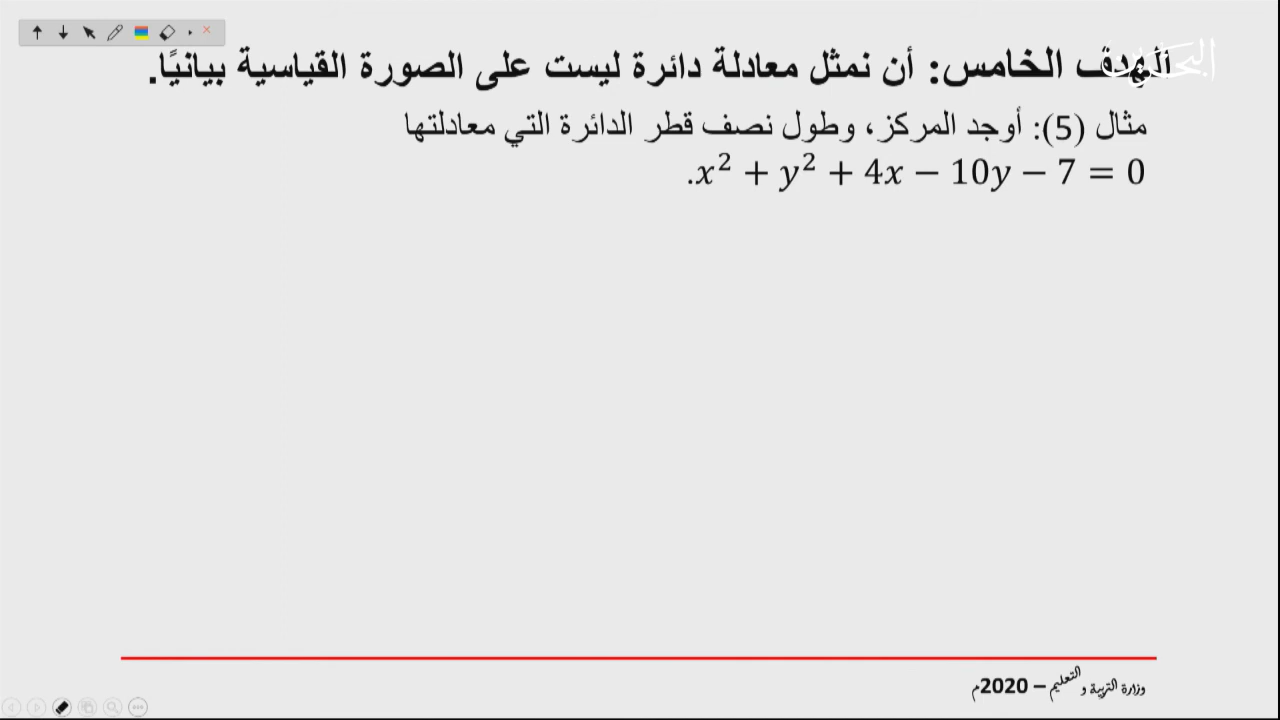 البحرين
الهدف الخامس: أن نمثل معادلة دائرة ليست على الصورة القياسية بيانيًا.
مثال (5): أوجد المركز، وطول نصف قطر الدائرة التي معادلتها
x² + y² + 4x − 10y − 7 = 0.
وزارة التربية و التعليم – 2020م